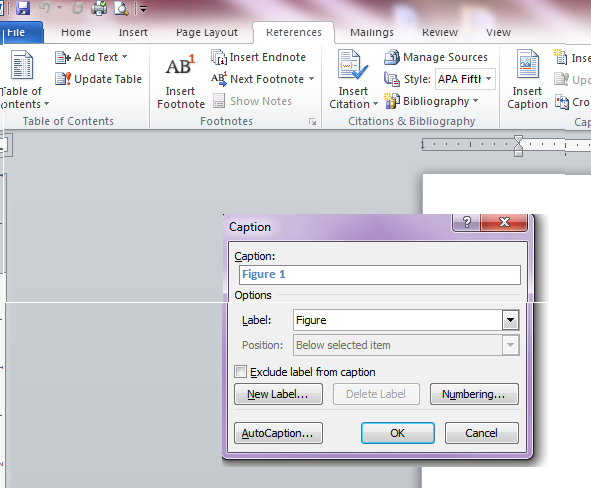 File Insert Page Layout References Mailings Review View
Add Text
Update Table
Table of
Contents
Table of Contents
AB1
Insert
Footnote
Insert Endnote
Next Footnote
Show Notes
Footnotes
Insert
Citation
Manage Sources
Style: APA Fifth
Bibliography
Citations & Bibliography
Insert
Caption
Inse
Upd
Cro
Cap
1
Caption
?
Caption:
Figure 1
Options
Label: Figure
Position: Below selected item
Exclude label from caption
New Label... Delete Label Numbering...
AutoCaption... OK Cancel